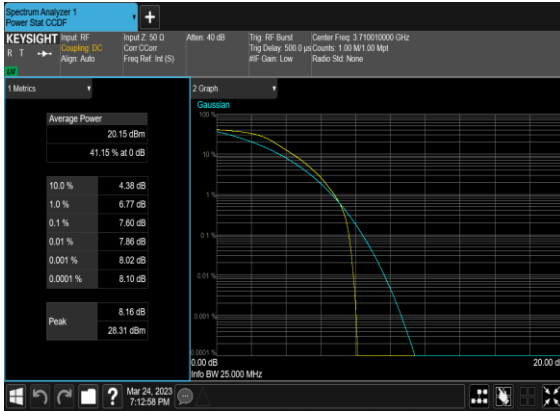 Spectrum Analyzer 1
Power Stat CCDF
KEYSIGHT
R T
Input: RF
Coupling: DC
Align: Auto
Input Z: 50 Ω
Corr CCorr
Freq Ref: Int (S)
Atten: 40 dB
Trig: RF Burst
Trig Delay: 500.0 µs
#IF Gain: Low
Center Freq: 3.710010000 GHz
Counts: 1.00 M/1.00 Mpt
Radio Std: None
1 Metrics
Average Power
20.15 dBm
41.15 % at 0 dB
10.0 % 4.38 dB
1.0 % 6.77 dB
0.1 % 7.60 dB
0.01 % 7.86 dB
0.001 % 8.02 dB
0.0001 % 8.10 dB
Peak
8.16 dB
28.31 dBm
2 Graph
Gaussian
100 %
10 %
1 %
0.1 %
0.01 %
0.001 %
0.0001 %
0.00 dB
20.00 d
Info BW 25.000 MHz
Mar 24, 2023
7:12:58 PM